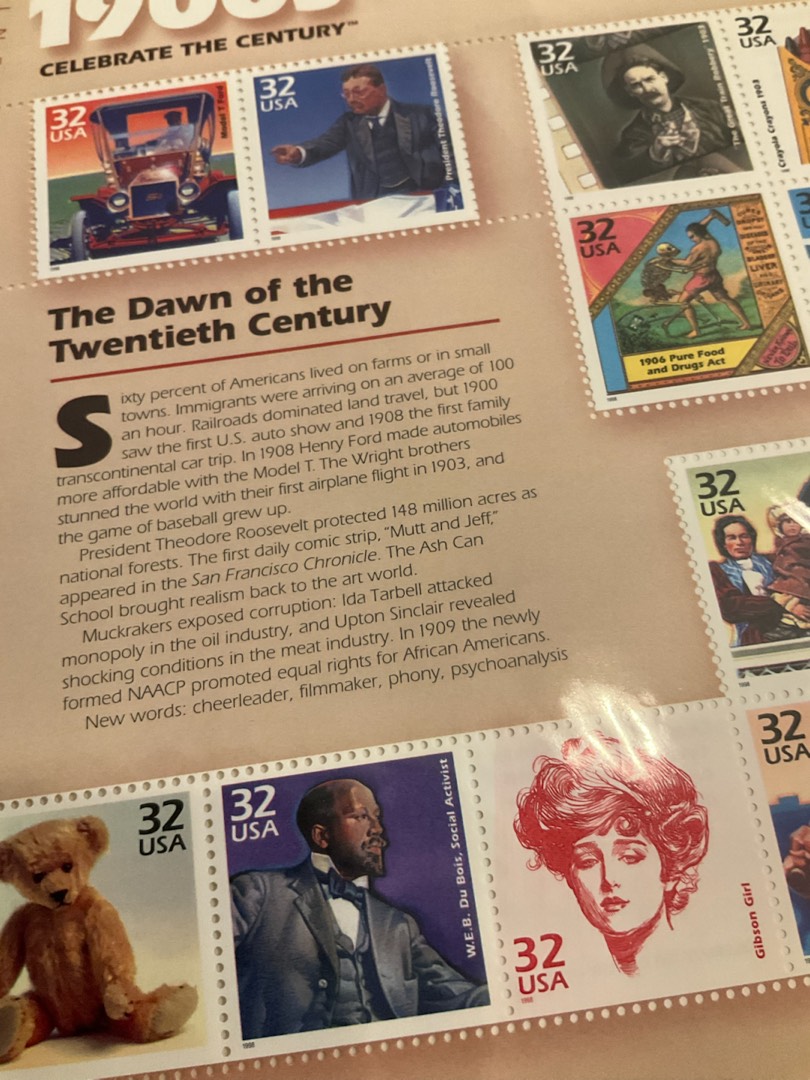 1900s
CELEBRATE THE CENTURY™
32
USA
Model T Ford
1998
32
USA
President Theodore Roosevelt
1998
32
USA
"The Great Train Robbery" 1903
1998
32
USA
Crayola Crayons 1903
32
USA
LIVER
1906 Pure Food
and Drugs Act
1998
The Dawn of the
Twentieth Century
Sixty percent of Americans lived on farms or in small
towns. Immigrants were arriving on an average of 100
an hour. Railroads dominated land travel, but 1900
saw the first U.S. auto show and 1908 the first family
transcontinental car trip. In 1908 Henry Ford made automobiles
more affordable with the Model T. The Wright brothers
stunned the world with their first airplane flight in 1903, and
the game of baseball grew up.
President Theodore Roosevelt protected 148 million acres as
national forests. The first daily comic strip, "Mutt and Jeff,"
appeared in the San Francisco Chronicle. The Ash Can
School brought realism back to the art world.
Muckrakers exposed corruption: Ida Tarbell attacked
monopoly in the oil industry, and Upton Sinclair revealed
shocking conditions in the meat industry. In 1909 the newly
formed NAACP promoted equal rights for African Americans.
New words: cheerleader, filmmaker, phony, psychoanalysis
32
USA
1998
32
USA
32
USA
W.E.B. Du Bois, Social Activist
1998
32
USA
1998
Gibson Girl
32
USA